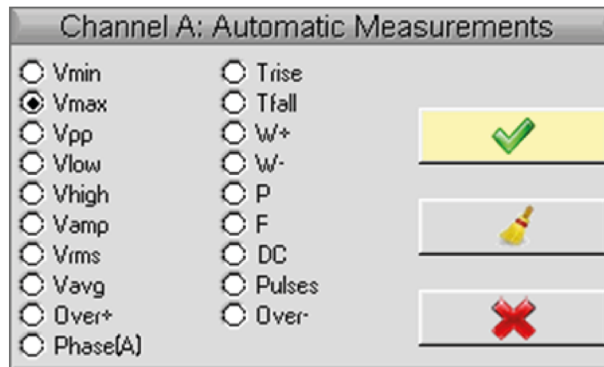 Channel A: Automatic Measurements
Vmin
Vmax
Vpp
Vlow
Vhigh
Vamp
Vrms
Vavg
Over+
Phase(A)
Trise
Tfall
W+
W-
P
F
DC
Pulses
Over-